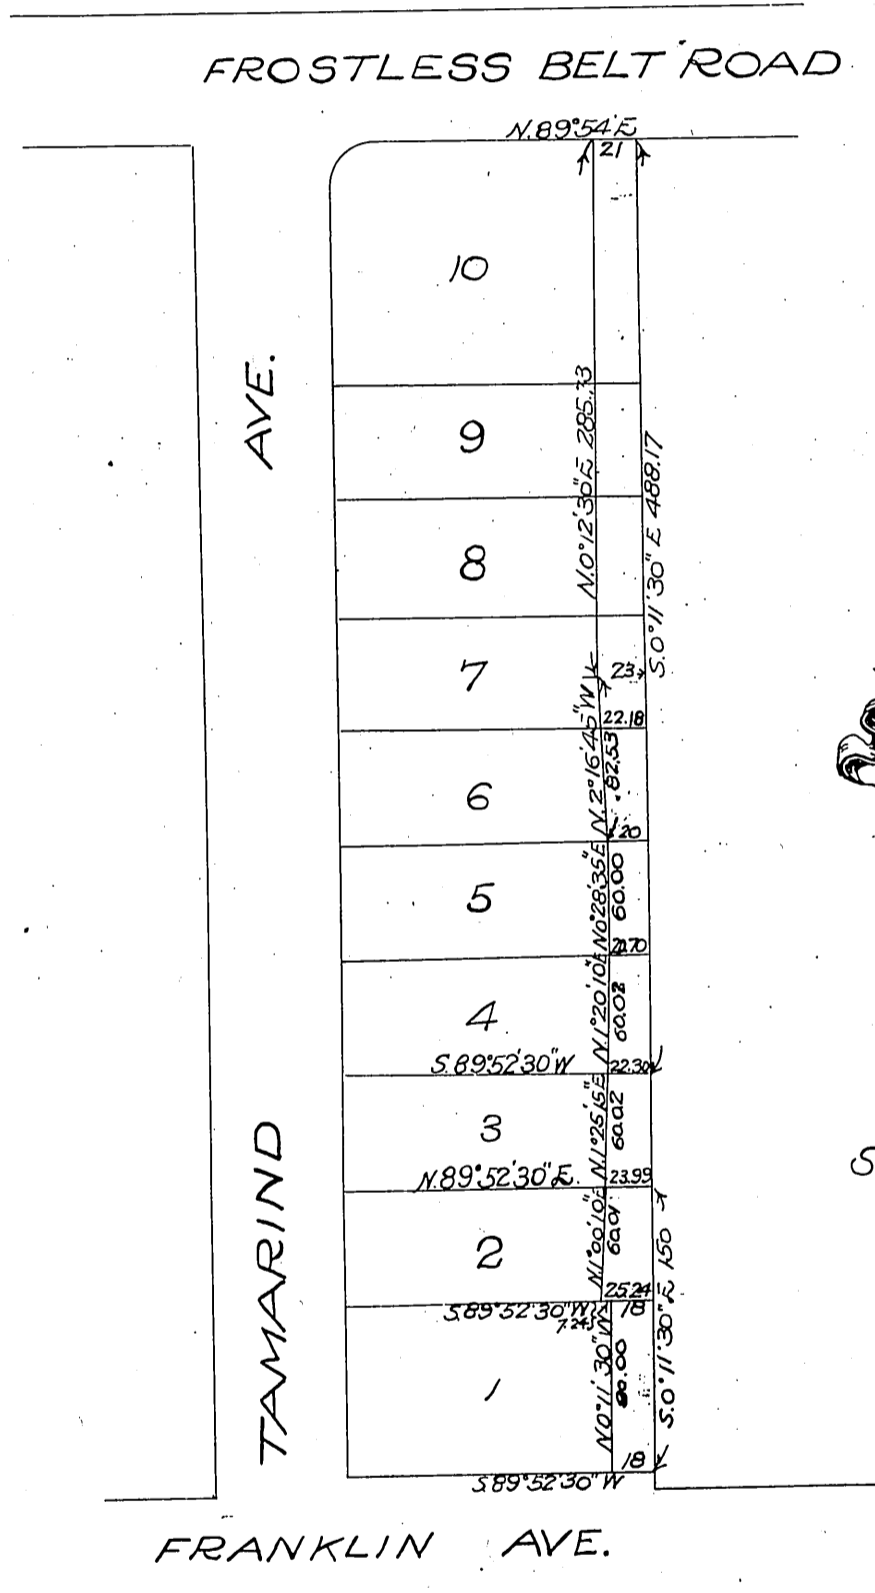 FROSTLESS BELT ROAD
N.89°54'E
21
10
AVE.
9
N.0°12'30"E 285.73
S.0°11'30"E 488.17
8
7
23
22.18
N.2°16'45"W
82.53
6
20
5
N.0°28'35"E
60.00
4
N.1°20'10"E
60.02
S.89°52'30"W
22.30
3
N.1°25'15"E
60.02
N.89°52'30"E.
23.99
TAMARIND
2
N.1°00'10"E
60.01
25.24
S.0°11'30"E 150
S.89°52'30"W
7.24
18
1
N.0°11'30"W
18
S.89°52'30"W
S
FRANKLIN AVE.